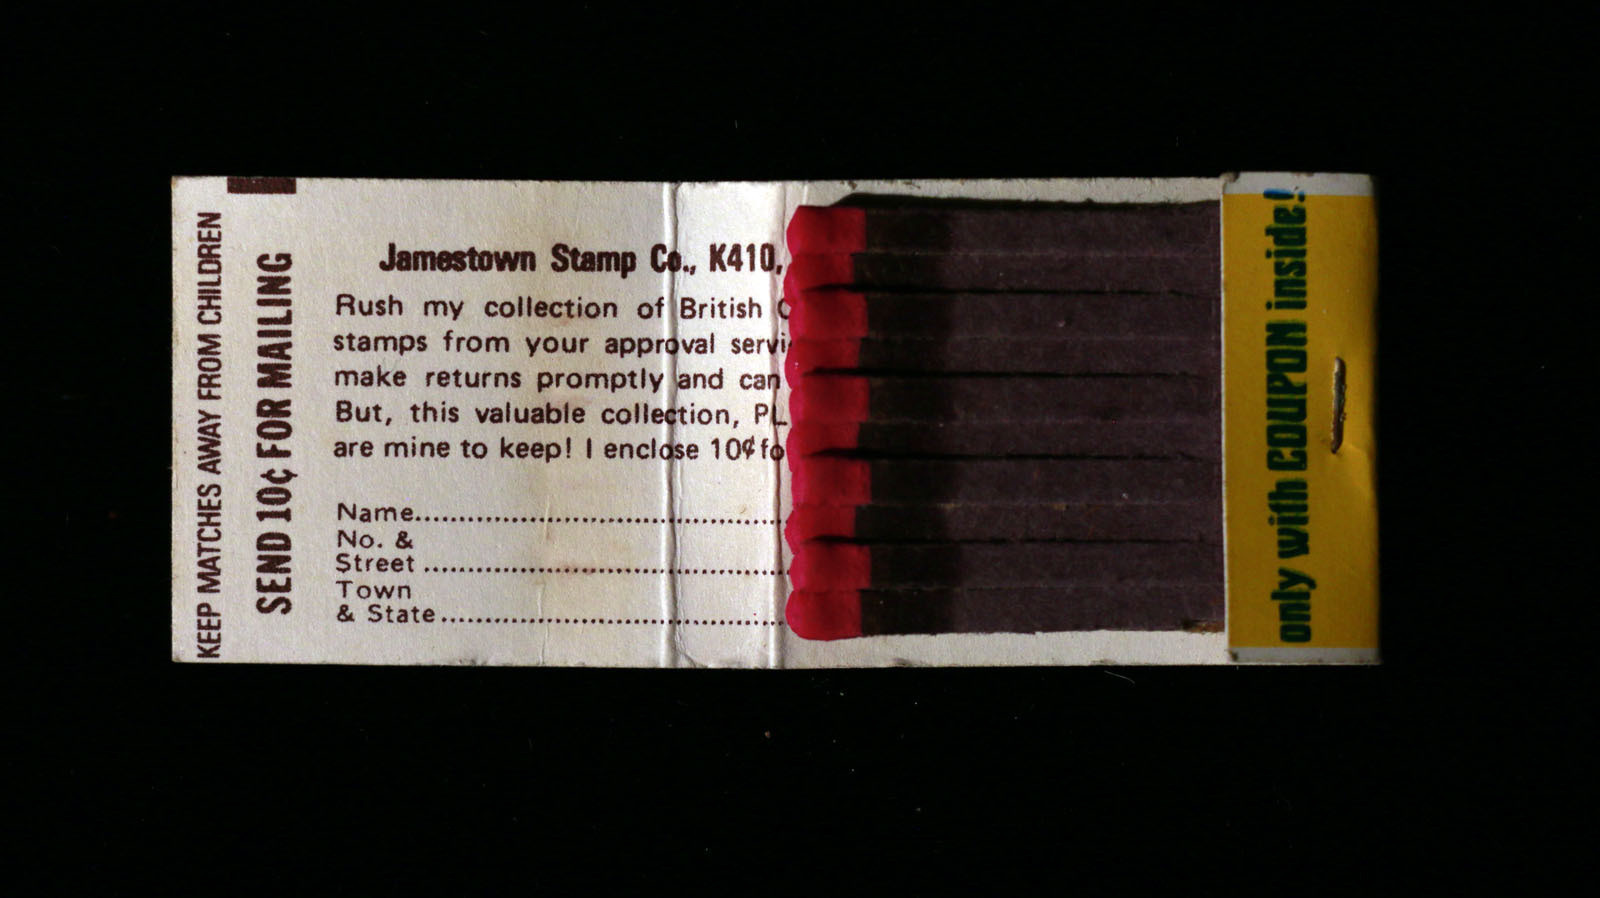 KEEP MATCHES AWAY FROM CHILDREN
SEND 10¢ FOR MAILING
Jamestown Stamp Co., K410,
Rush my collection of British
stamps from your approval
make returns promptly and can
But, this valuable collection,
are mine to keep! I enclose 10¢
Name
No. &
Street
Town
& State
only with COUPON inside!